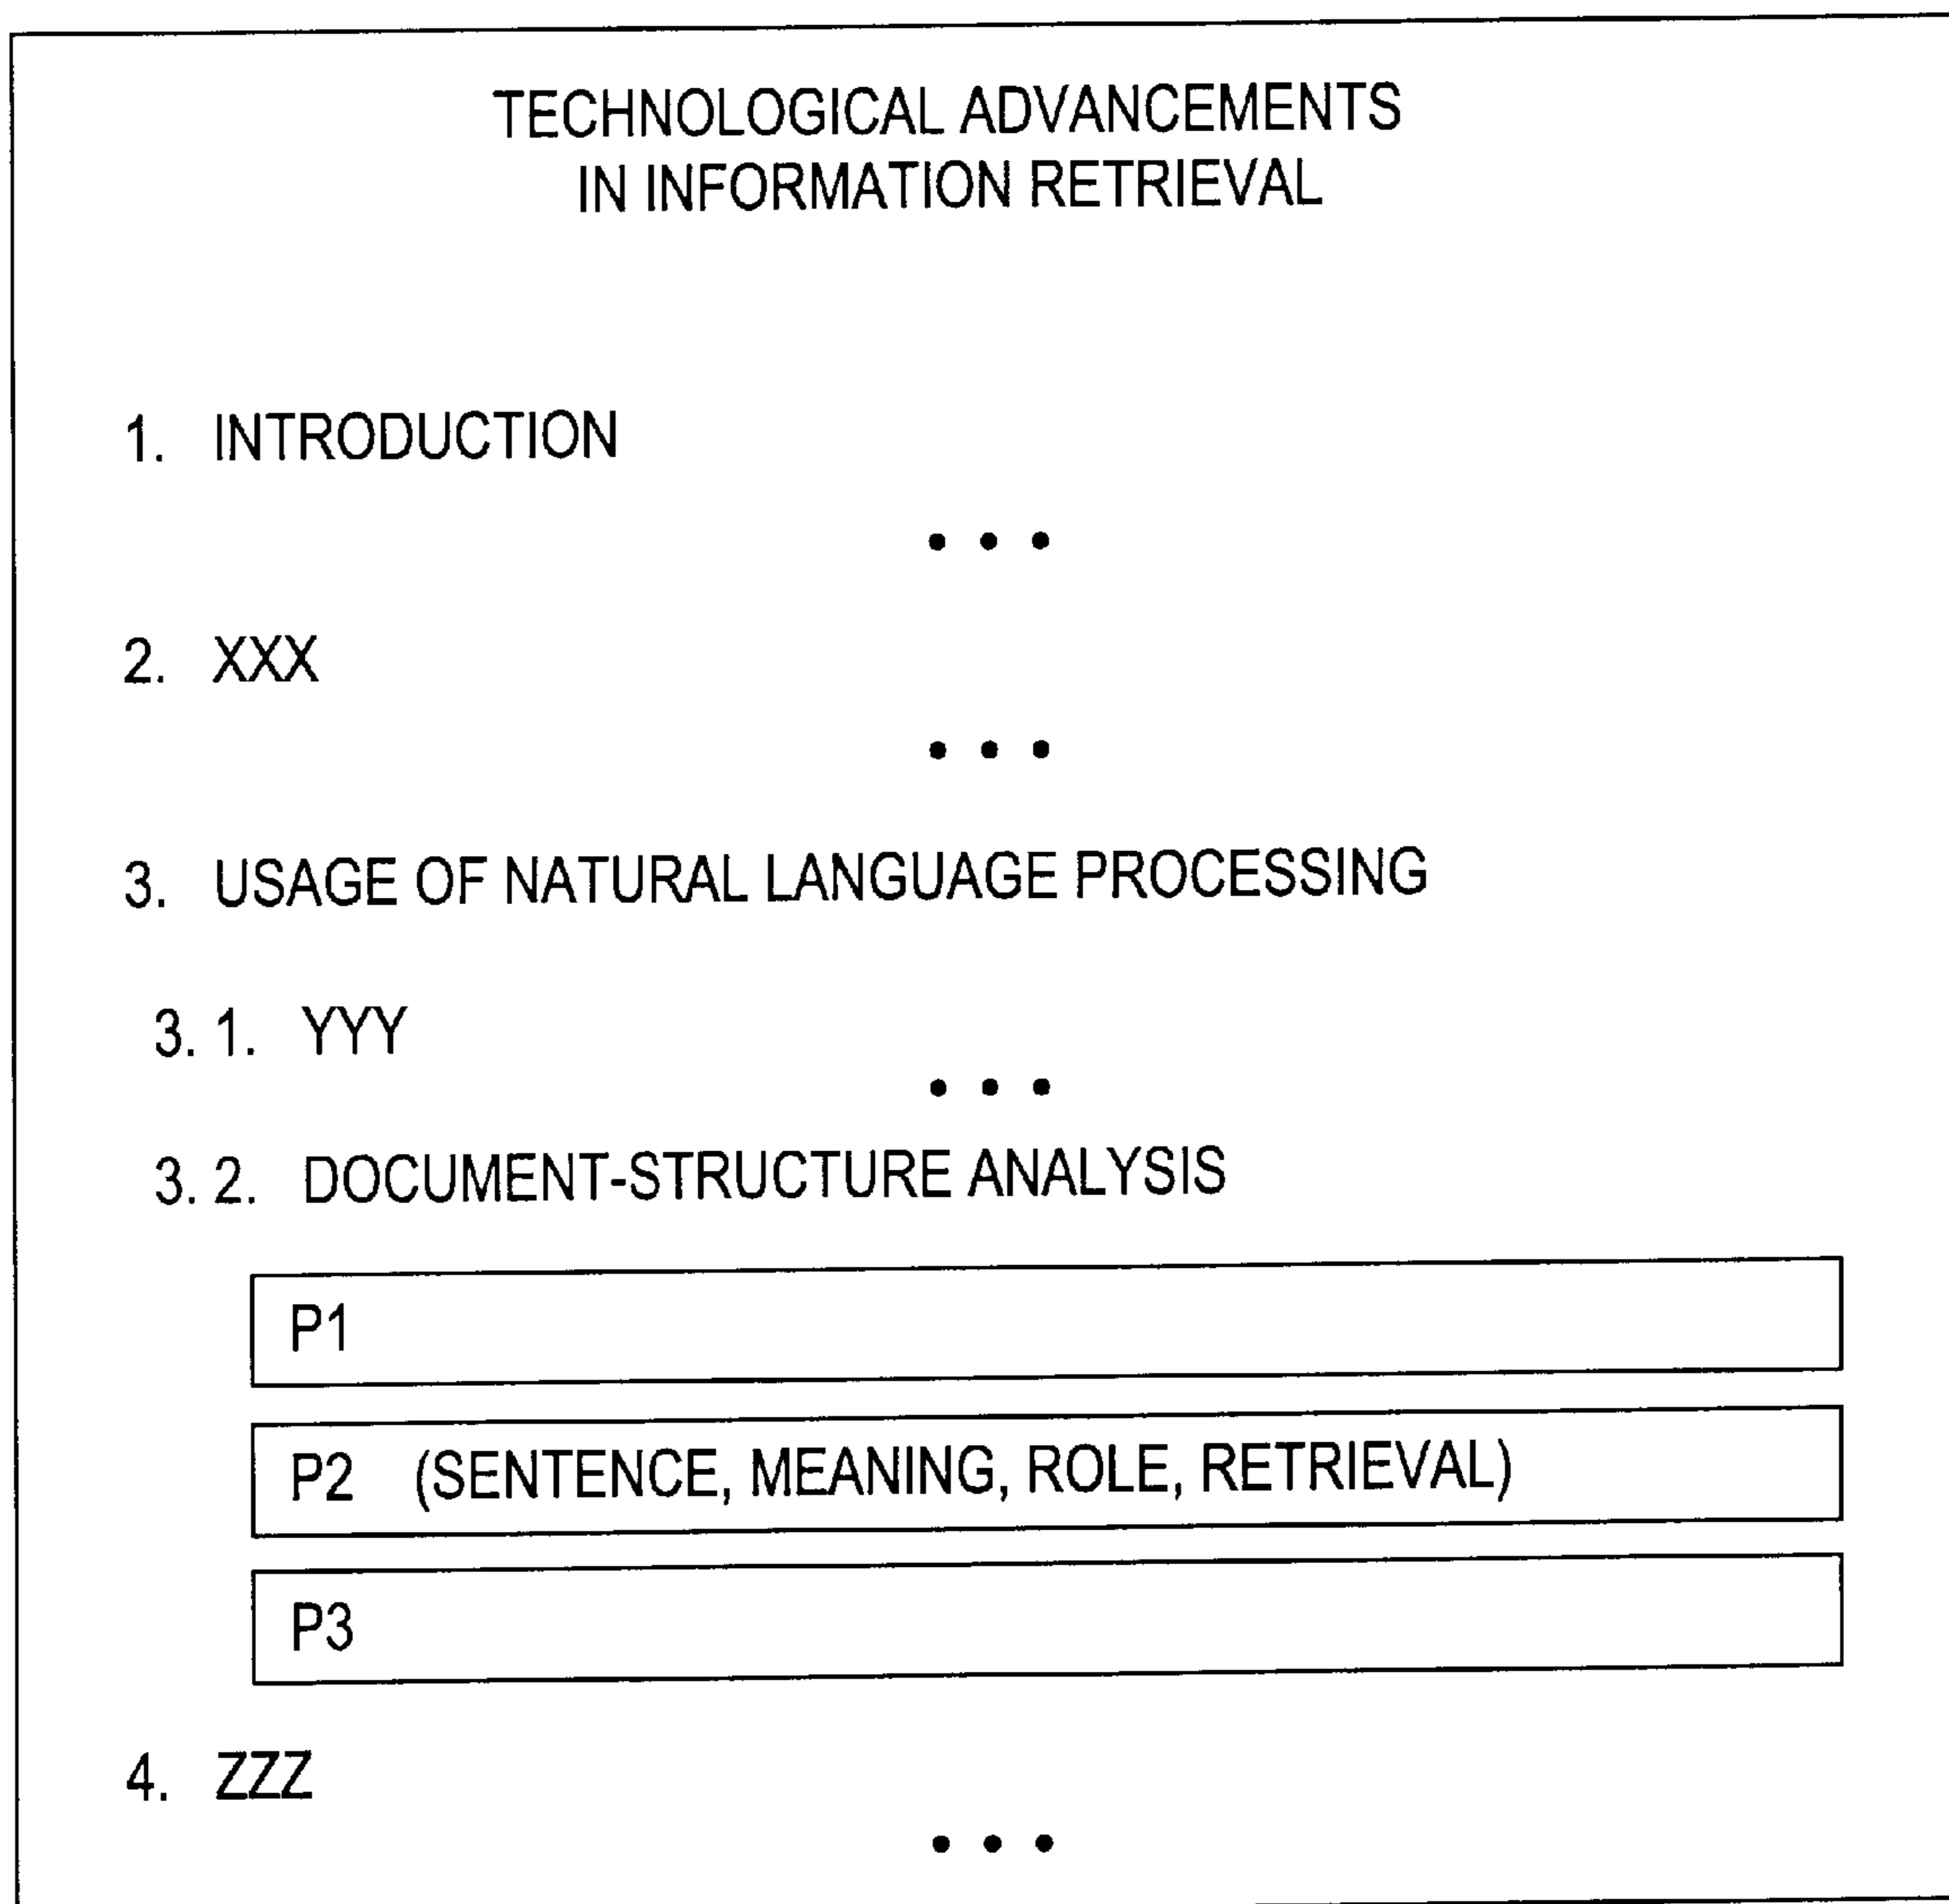 TECHNOLOGICAL ADVANCEMENTS
IN INFORMATION RETRIEVAL
1. INTRODUCTION
• • •
2. XXX
• • •
3. USAGE OF NATURAL LANGUAGE PROCESSING
3. 1. YYY
• • •
3. 2. DOCUMENT-STRUCTURE ANALYSIS
P1
P2 (SENTENCE, MEANING, ROLE, RETRIEVAL)
P3
4. ZZZ
• • •